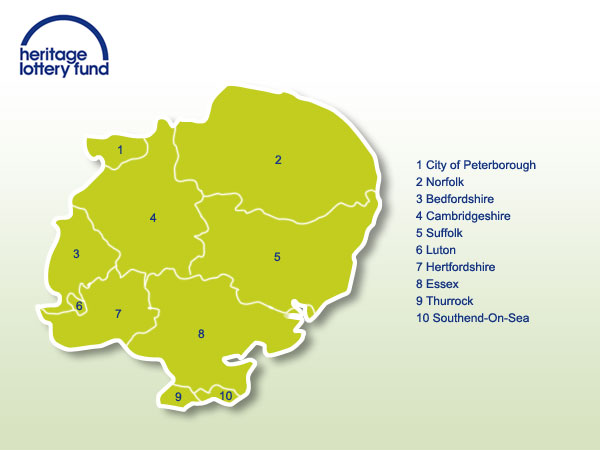 heritage
lottery fund
1
2
4
3
5
6
7
8
9
10
1 City of Peterborough
2 Norfolk
3 Bedfordshire
4 Cambridgeshire
5 Suffolk
6 Luton
7 Hertfordshire
8 Essex
9 Thurrock
10 Southend-On-Sea